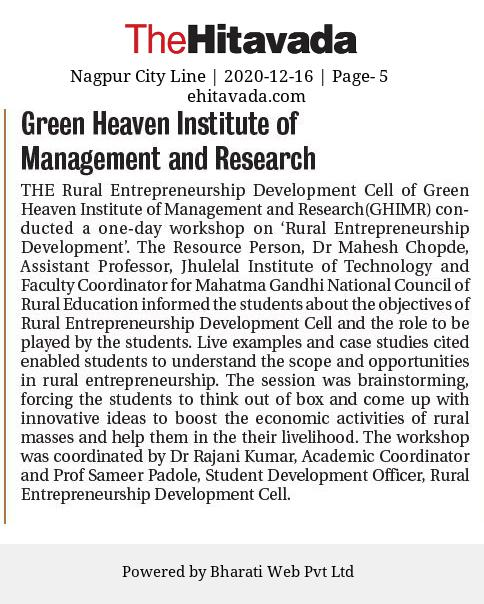 TheHitavada
Nagpur City Line | 2020-12-16 | Page- 5
ehitavada.com
Green Heaven Institute of
Management and Research
THE Rural Entrepreneurship Development Cell of Green
Heaven Institute of Management and Research(GHIMR) con-
ducted a one-day workshop on ‘Rural Entrepreneurship
Development’. The Resource Person, Dr Mahesh Chopde,
Assistant Professor, Jhulelal Institute of Technology and
Faculty Coordinator for Mahatma Gandhi National Council of
Rural Education informed the students about the objectives of
Rural Entrepreneurship Development Cell and the role to be
played by the students. Live examples and case studies cited
enabled students to understand the scope and opportunities
in rural entrepreneurship. The session was brainstorming,
forcing the students to think out of box and come up with
innovative ideas to boost the economic activities of rural
masses and help them in the their livelihood. The workshop
was coordinated by Dr Rajani Kumar, Academic Coordinator
and Prof Sameer Padole, Student Development Officer, Rural
Entrepreneurship Development Cell.
Powered by Bharati Web Pvt Ltd